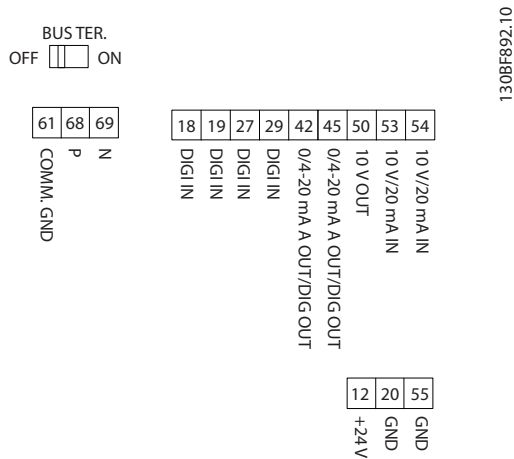 130BF892.10
BUS TER.
OFF ON
61 68 69
COMM. GND
P
N
18 19 27 29 42 45 50 53 54
DIGI IN
DIGI IN
DIGI IN
DIGI IN
0/4-20 mA A OUT/DIG OUT
0/4-20 mA A OUT/DIG OUT
10 V OUT
10 V/20 mA IN
10 V/20 mA IN
12 20 55
+24 V
GND
GND